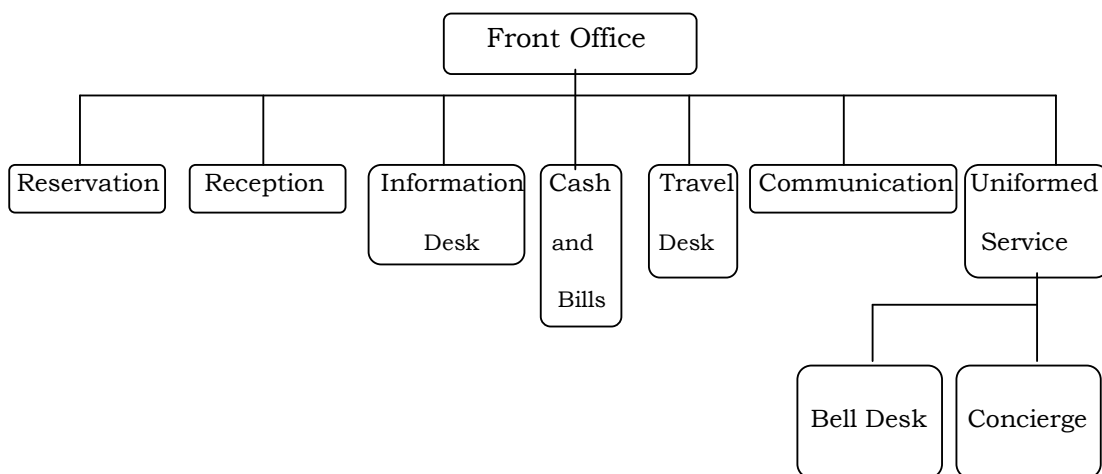 Front Office
Reservation
Reception
Information
Desk
Cash
and
Bills
Travel
Desk
Communication
Uniformed
Service
Bell Desk
Concierge